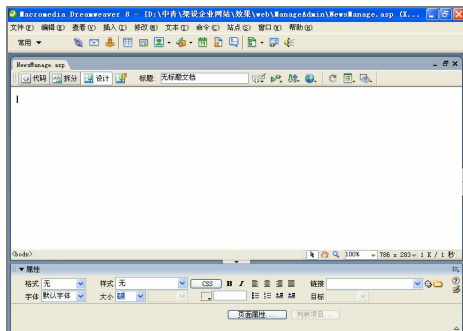 Macromedia Dreamweaver 8 - [D:\中青\架设企业网站\效果\web\ManageAdmin\NewsManage.asp (X...
文件(F) 编辑(E) 查看(V) 插入(I) 修改(M) 文本(T) 命令(C) 站点(S) 窗口(W) 帮助(H)
常用
NewsManage.asp
代码 拆分 设计 标题: 无标题文档
<body> 100% 786 x 283 1 K / 1 秒
属性
格式 无 样式 无 CSS B I 链接
字体 默认字体 大小 无 目标
页面属性... 列表项目...